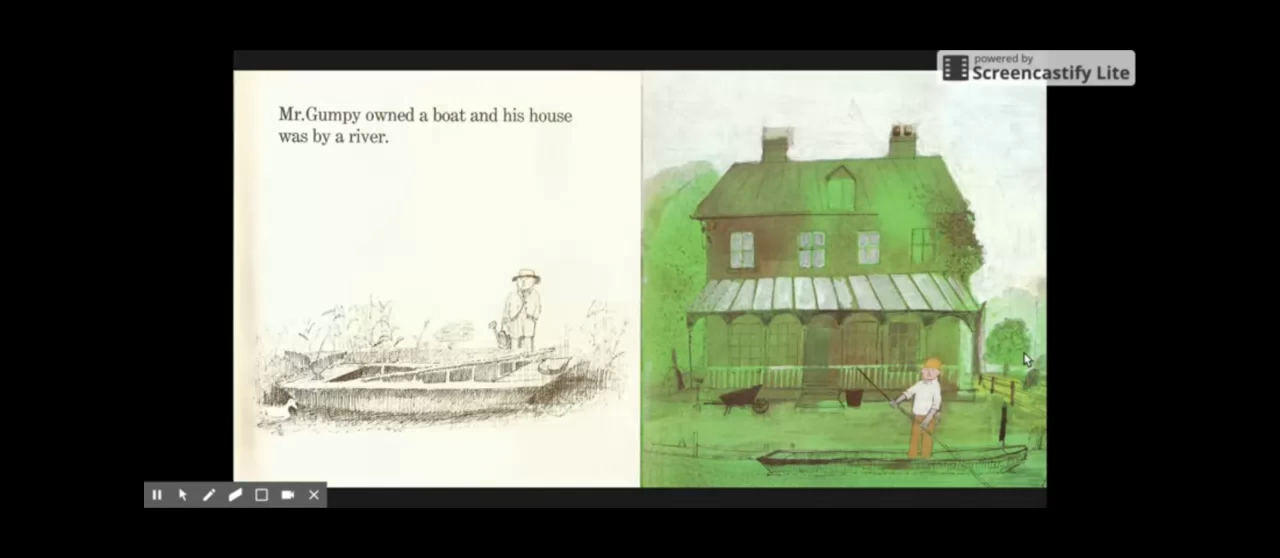 powered by
Screencastify Lite
Mr.Gumpy owned a boat and his house
was by a river.